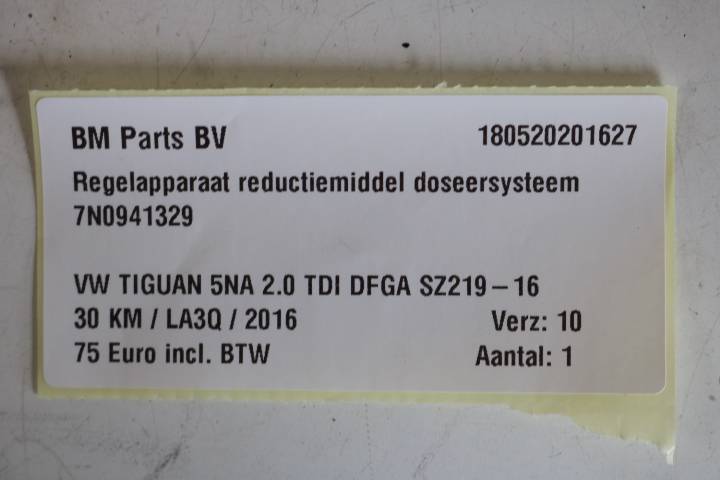 BM Parts BV 180520201627
Regelapparaat reductiemiddel doseersysteem
7N0941329
VW TIGUAN 5NA 2.0 TDI DFGA SZ219-16
30 KM / LA3Q / 2016 Verz: 10
75 Euro incl. BTW Aantal: 1